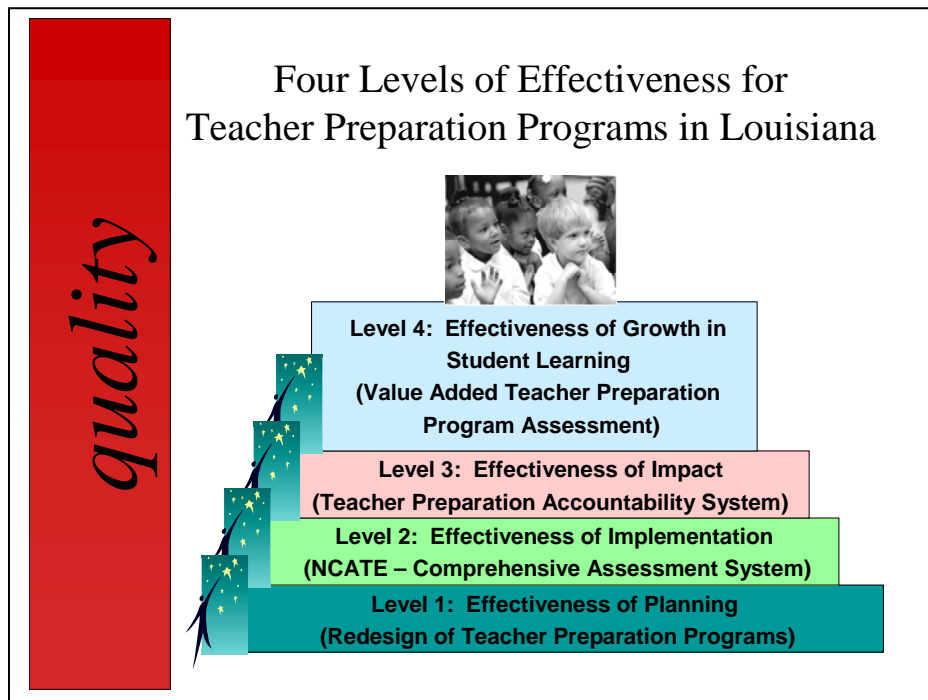 Four Levels of Effectiveness for
Teacher Preparation Programs in Louisiana
quality
Level 4:  Effectiveness of Growth in
Student Learning
(Value Added Teacher Preparation
Program Assessment)
Level 3:  Effectiveness of Impact
(Teacher Preparation Accountability System)
Level 2:  Effectiveness of Implementation
(NCATE – Comprehensive Assessment System)
Level 1:  Effectiveness of Planning
(Redesign of Teacher Preparation Programs)